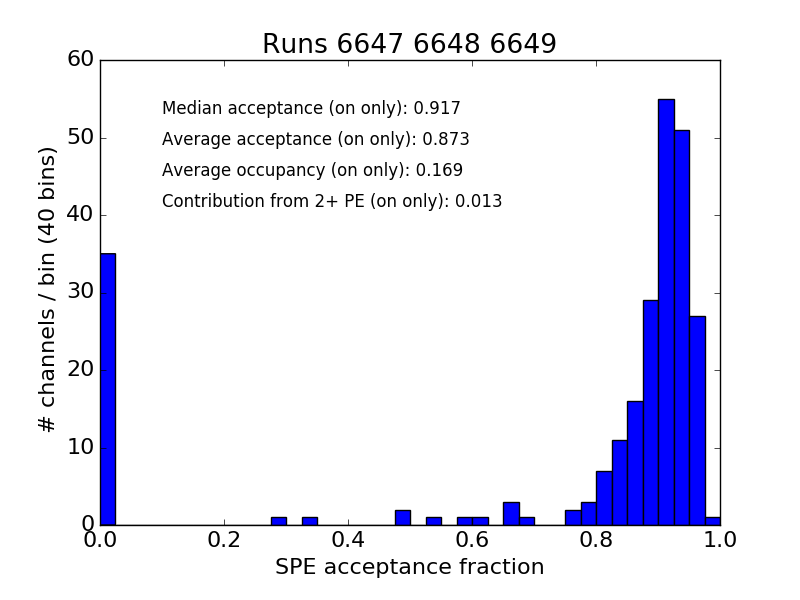 Runs 6647 6648 6649
60
50
40
30
20
10
0
# channels / bin (40 bins)
Median acceptance (on only): 0.917
Average acceptance (on only): 0.873
Average occupancy (on only): 0.169
Contribution from 2+ PE (on only): 0.013
0.0 0.2 0.4 0.6 0.8 1.0
SPE acceptance fraction